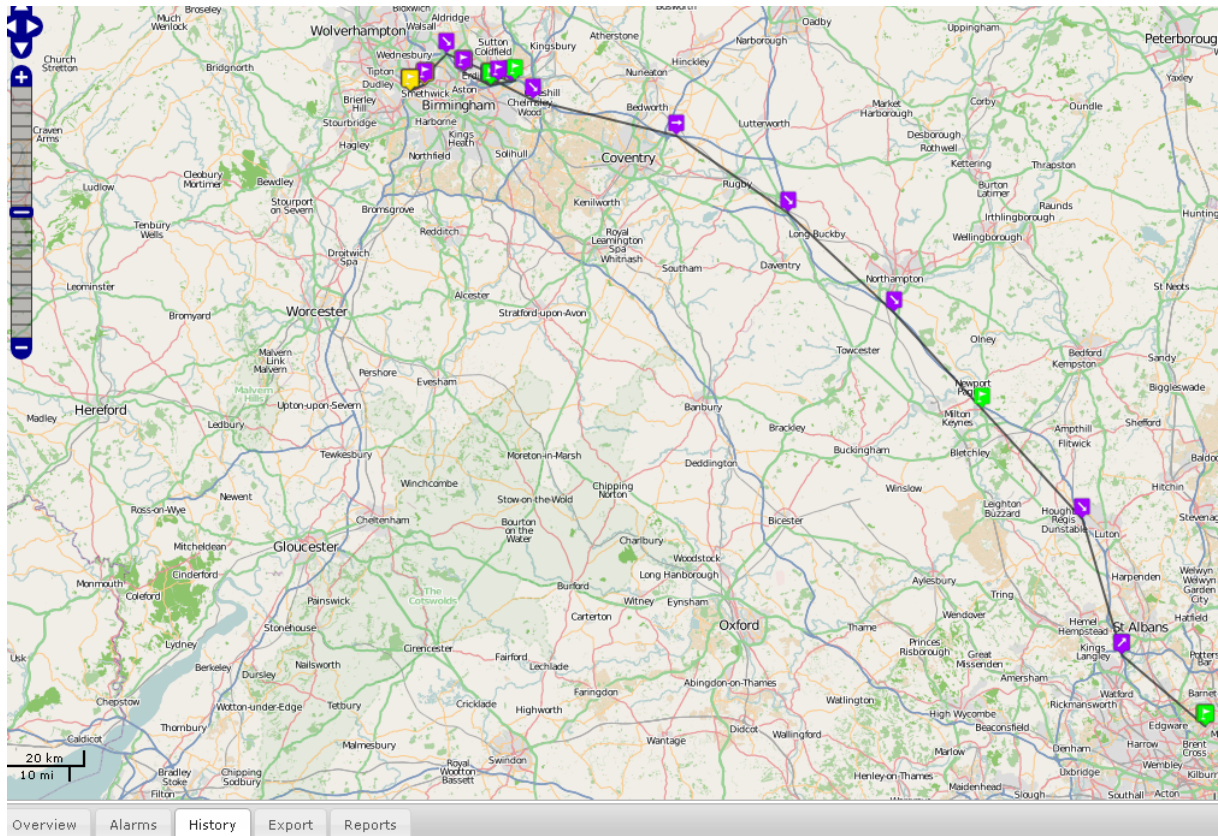 Broseley
Bloxwich
Aldridge
Walsall
Much
Wenlock
Wolverhampton
Church
Stretton
Bridgnorth
Wednesbury
Tipton
Dudley
Sutton
Coldfield
Kingsbury
Atherstone
Nuneaton
Hinckley
Narborough
Oadby
Uppingham
Corby
Peterboroug
Yaxley
Oundle
Craven
Arms
Brierley
Hill
Stourbridge
Hagley
Smethwick
Aston
Birmingham
Harborne
Kings
Heath
Northfield
Solihull
Chelmsley
Wood
Bedworth
Coventry
Lutterworth
Market
Harborough
Desborough
Rothwell
Kettering
Thrapston
Burton
Latimer
Raunds
Irthlingborough
Wellingborough
Hunting
Ludlow
Cleobury
Mortimer
Bewdley
Stourport
on Severn
Bromsgrove
Redditch
Kenilworth
Royal
Leamington
Spa
Whitnash
Rugby
Long Buckby
Daventry
Southam
Northampton
St Neots
Tenbury
Wells
Droitwich
Spa
Leominster
Bromyard
Worcester
Alcester
Stratford-upon-Avon
Towcester
Olney
Bedford
Kempston
Sandy
Biggleswade
Malvern
Link
Malvern
Malvern
Hills
Pershore
Evesham
Banbury
Brackley
Buckingham
Newport
Pag
Milton
Keynes
Bletchley
Ampthill
Flitwick
Shefford
Baldo
Hitchin
Stevenag
Hereford
Madley
Ledbury
Upton-upon-Severn
Tewkesbury
Moreton-in-Marsh
Deddington
Winslow
Leighton
Buzzard
Hough
Regis
Dunstable
Luton
Newent
Winchcombe
Stow-on-the-Wold
Chipping
Norton
Bicester
Ross-on-Wye
Mitcheldean
Cheltenham
Gloucester
Bourton
on the
Water
Charlbury
Woodstock
Long Hanborough
Aylesbury
Tring
Wendover
Harpenden
Welwyn
Welwyn
Garden
City
Monmouth
Cinderford
Coleford
Painswick
The
Cotswolds
Burford
Witney
Eynsham
Carterton
Oxford
Thame
Princes
Risborough
Great
Missenden
Hemel
Hempstead
St Albans
Hatfield
Kings
Langley
Potters
Bar
Lydney
Stonehouse
Usk
Berkeley
Dursley
Nailsworth
Cirencester
Fairford
Lechlade
Faringdon
Abingdon-on-Thames
Watlington
Amersham
Watford
Rickmansworth
Barnet
Chepstow
Wotton-under-Edge
Tetbury
Cricklade
Highworth
Didcot
Wallingford
High Wycombe
Beaconsfield
Edgware
Brent
Cross
Harrow
Wembley
Kilburn
Caldicot
Thornbury
Malmesbury
Wantage
Marlow
Denham
Uxbridge
20 km
10 mi
Bradley
Stoke
Filton
Chipping
Sodbury
Royal
Wootton
Bassett
Swindon
Henley-on-Thames
Maidenhead
Slough
Southall
Acton
Overview
Alarms
History
Export
Reports